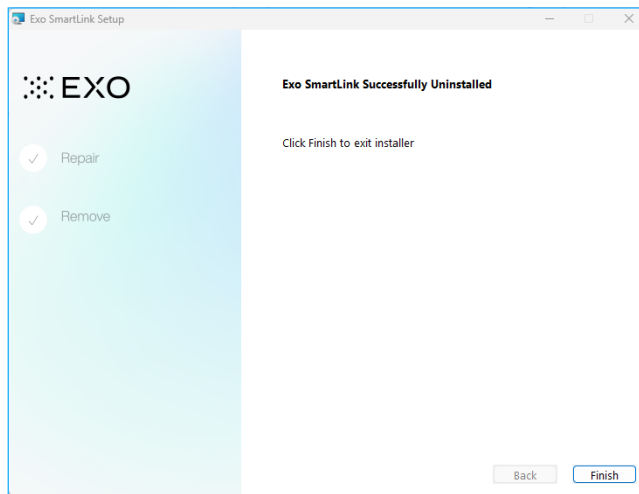 Exo SmartLink Setup
EXO
Exo SmartLink Successfully Uninstalled
Click Finish to exit installer
Repair
Remove
Back
Finish